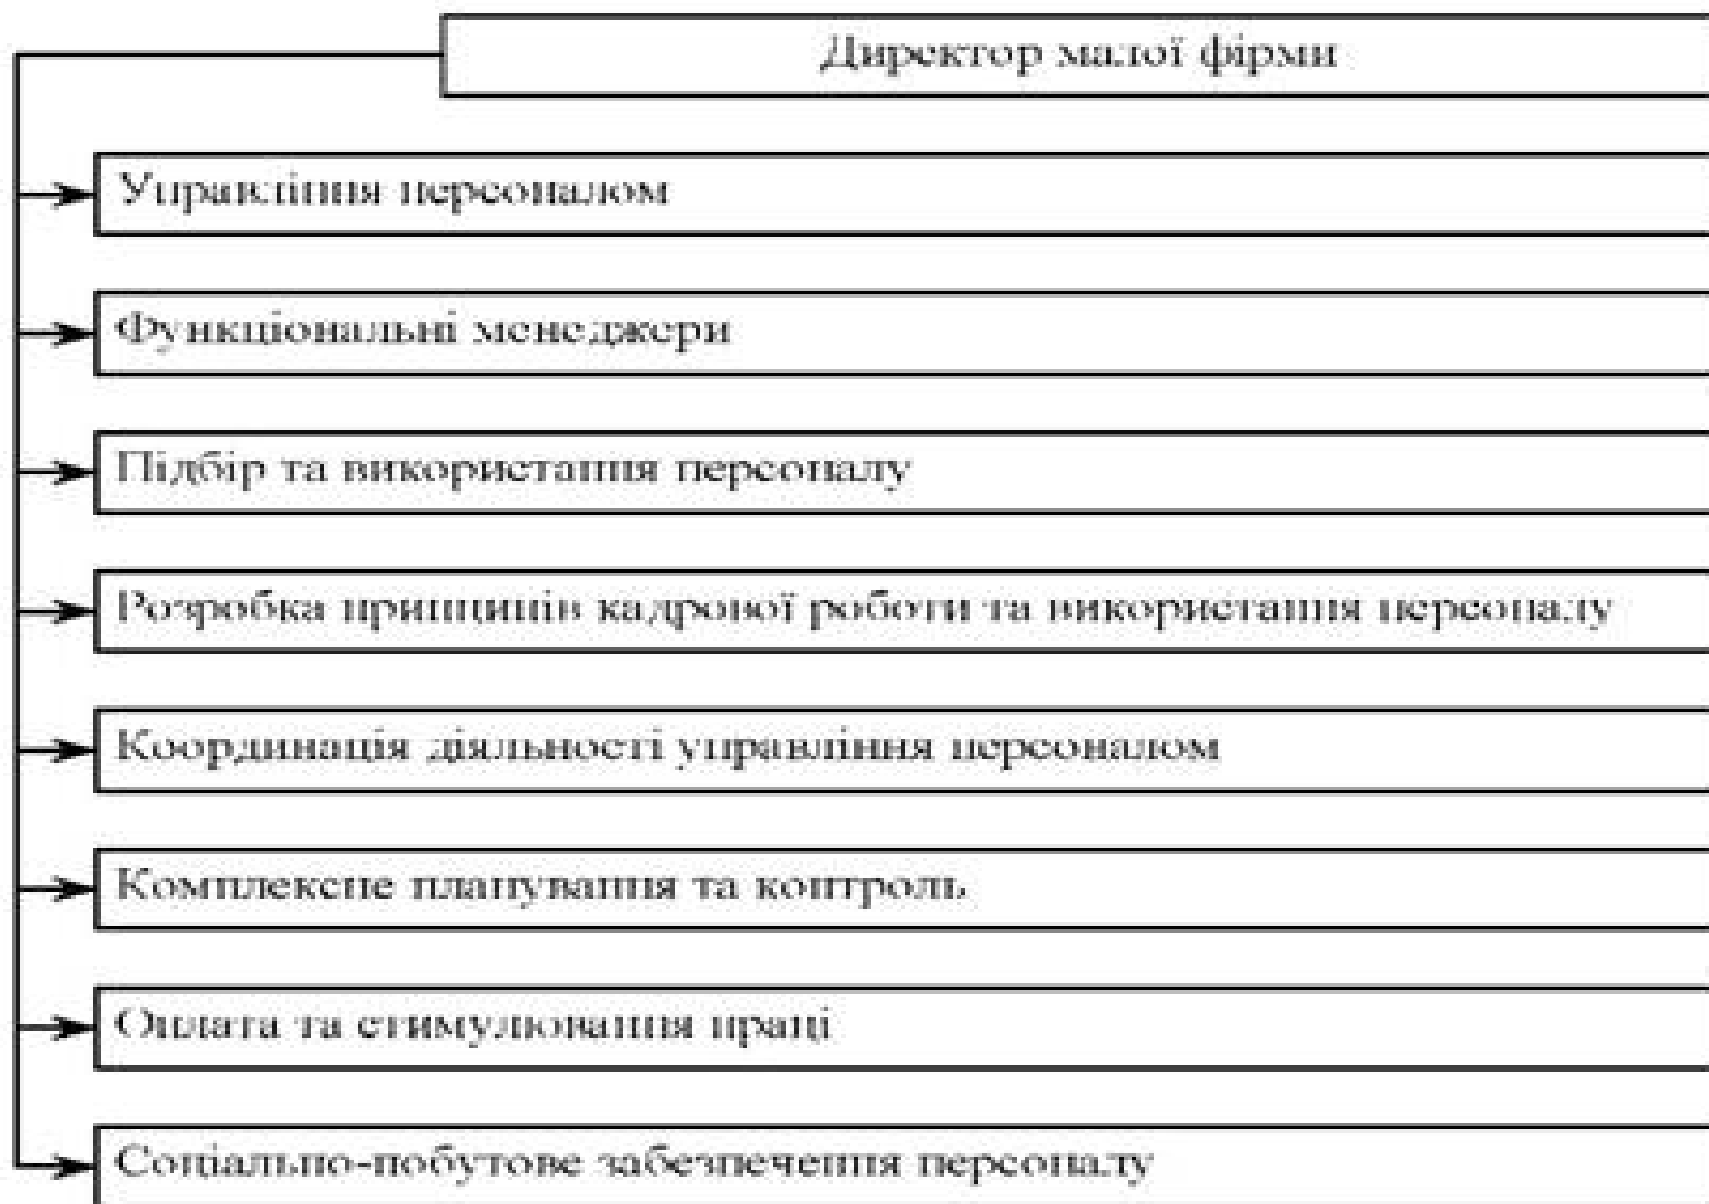 Директор малої фірми
Управління персоналом
Функціональні менеджери
Підбір та використання персоналу
Розробка принципів кадрової роботи та використання персоналу
Координація діяльності управління персоналом
Комплексне планування та контроль
Оплата та стимулювання праці
Соціально-побутове забезпечення персоналу